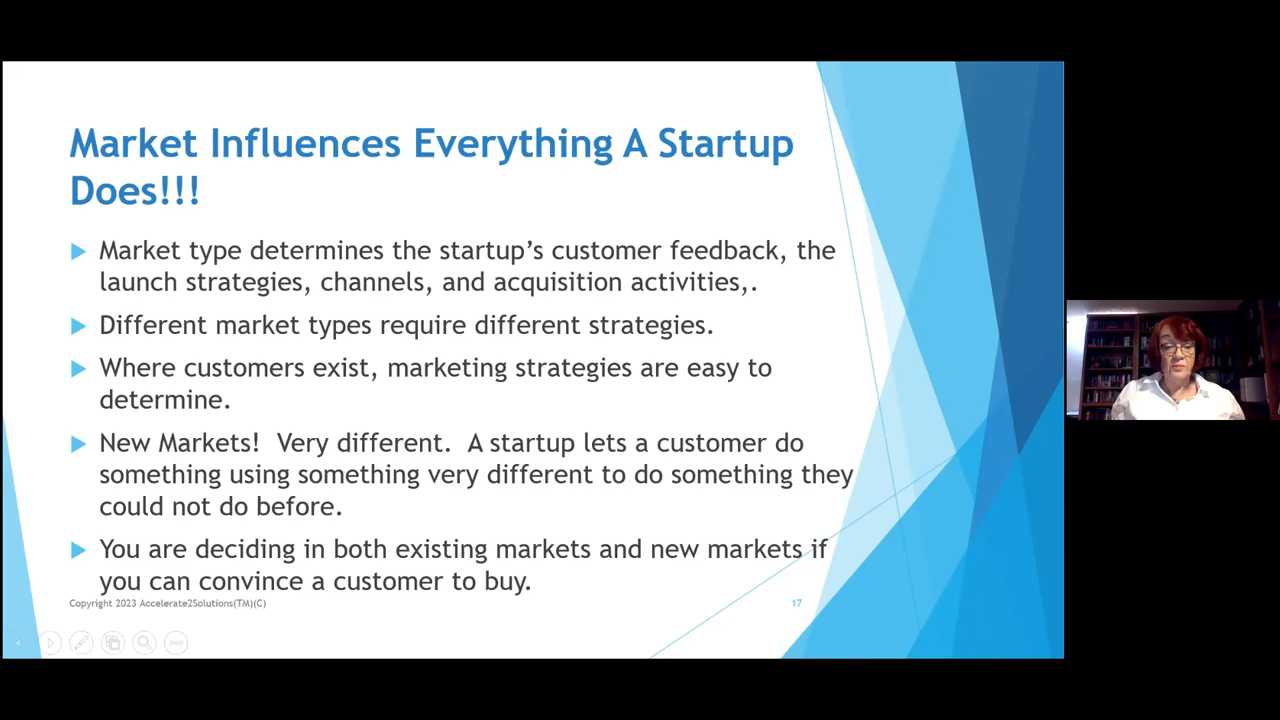 Market Influences Everything A Startup
Does!!!
Market type determines the startup’s customer feedback, the
launch strategies, channels, and acquisition activities,.
Different market types require different strategies.
Where customers exist, marketing strategies are easy to
determine.
New Markets!  Very different.  A startup lets a customer do
something using something very different to do something they
could not do before.
You are deciding in both existing markets and new markets if
you can convince a customer to buy.
Copyright 2023 Accelerate2Solutions(TM)(C)
17